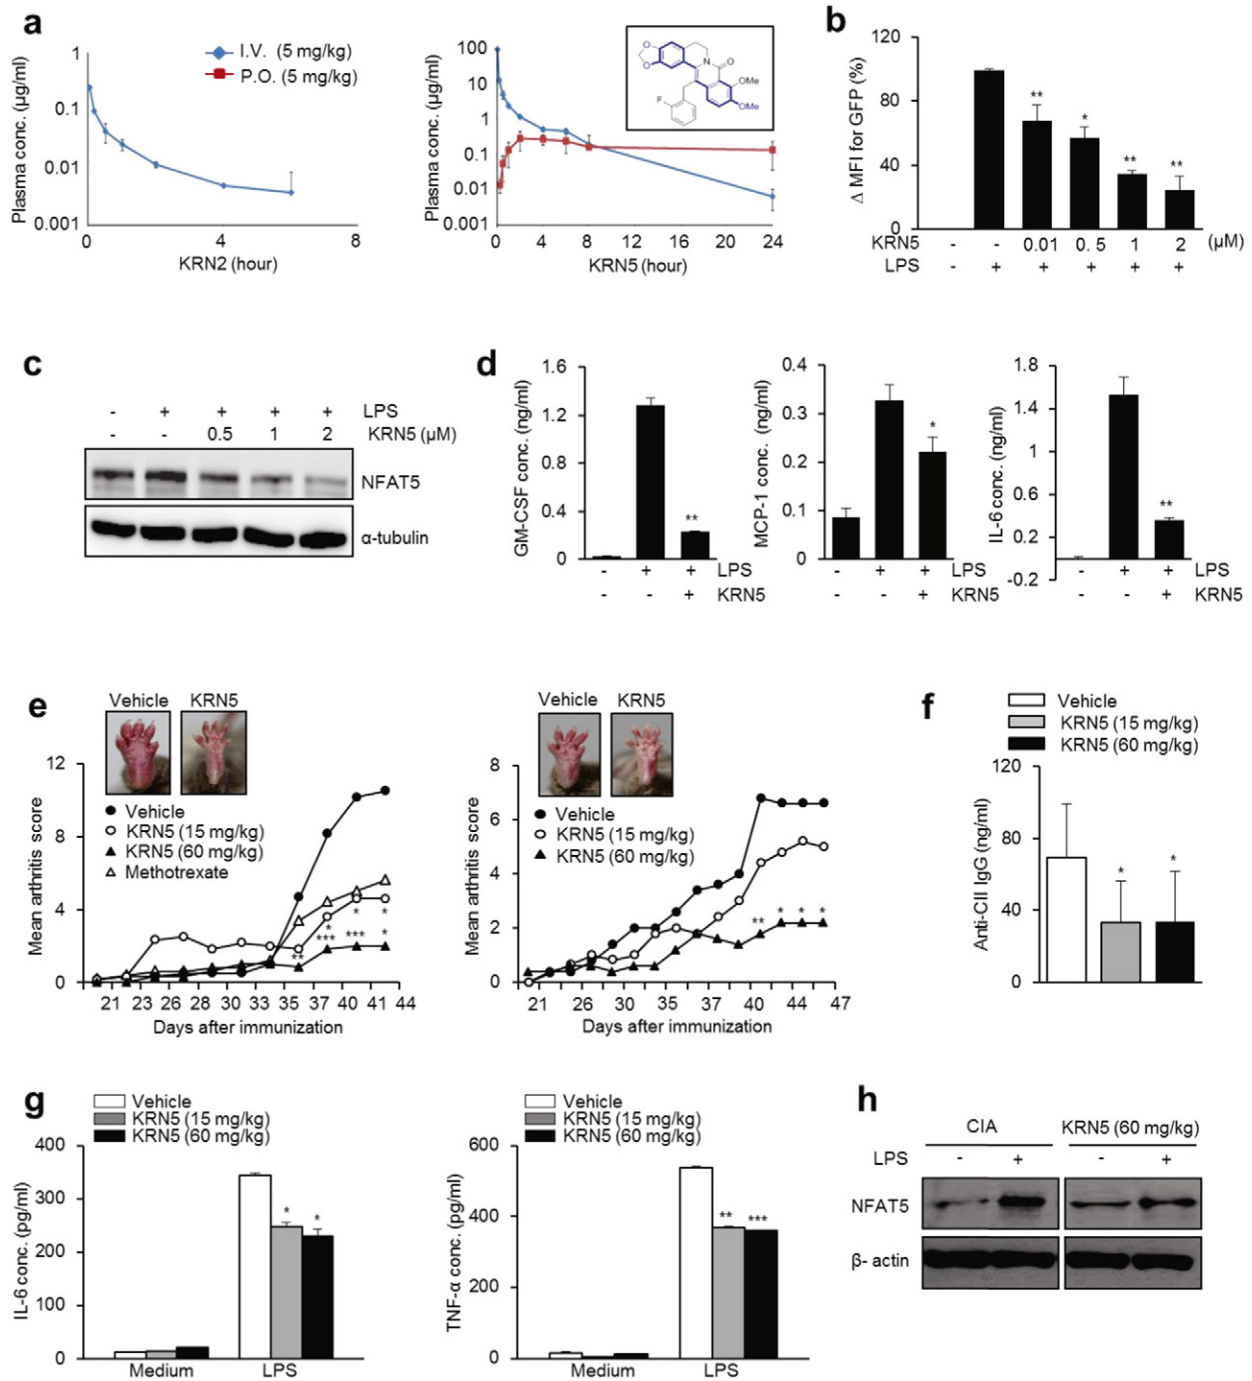 a
I.V. (5 mg/kg)
P.O. (5 mg/kg)
Plasma conc. (µg/ml)
1
0.1
0.01
0.001
0 4 8
KRN2 (hour)
Plasma conc. (µg/ml)
100
10
1
0.1
0.01
0.001
0 4 8 12 16 20 24
KRN5 (hour)
O
O
N
O
OMe
OMe
F
b
Δ MFI for GFP (%)
120
80
40
0
** * ** **
KRN5 - - 0.01 0. 5 1 2 (µM)
LPS - + + + + +
c
- + + + + LPS
- - 0.5 1 2 KRN5 (µM)
NFAT5
α-tubulin
d
GM-CSF conc. (ng/ml)
1.6
1.2
0.8
0.4
0
**
- + + LPS
- - + KRN5
MCP-1 conc. (ng/ml)
0.4
0.3
0.2
0.1
0
*
- + + LPS
- - + KRN5
IL-6 conc. (ng/ml)
1.8
1.4
1
0.6
0.2
-0.2
**
- + + LPS
- - + KRN5
e
Vehicle KRN5
Vehicle
KRN5 (15 mg/kg)
KRN5 (60 mg/kg)
Methotrexate
Mean arthritis score
12
8
4
0
* * *
** *** *** *
21 23 26 28 30 33 35 37 40 41 44
Days after immunization
Vehicle KRN5
Vehicle
KRN5 (15 mg/kg)
KRN5 (60 mg/kg)
Mean arthritis score
8
6
4
2
0
** * * *
21 26 30 35 37 40 44 47
Days after immunization
f
Vehicle
KRN5 (15 mg/kg)
KRN5 (60 mg/kg)
Anti-CII IgG (ng/ml)
120
80
40
0
* *
g
Vehicle
KRN5 (15 mg/kg)
KRN5 (60 mg/kg)
IL-6 conc. (pg/ml)
400
300
200
100
0
* *
Medium LPS
Vehicle
KRN5 (15 mg/kg)
KRN5 (60 mg/kg)
TNF-α conc. (pg/ml)
600
400
200
0
** ***
Medium LPS
h
CIA KRN5 (60 mg/kg)
LPS - + - +
NFAT5
β- actin